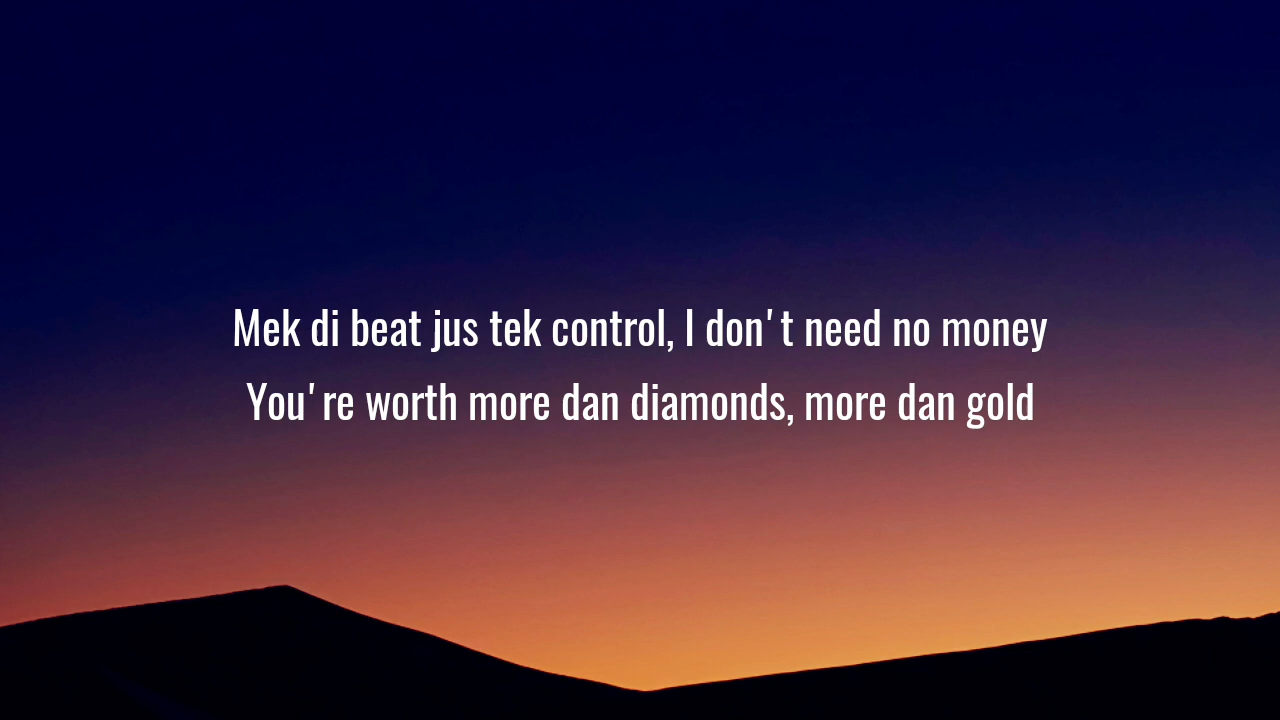 Mek di beat jus tek control, I don't need no money
You're worth more dan diamonds, more dan gold